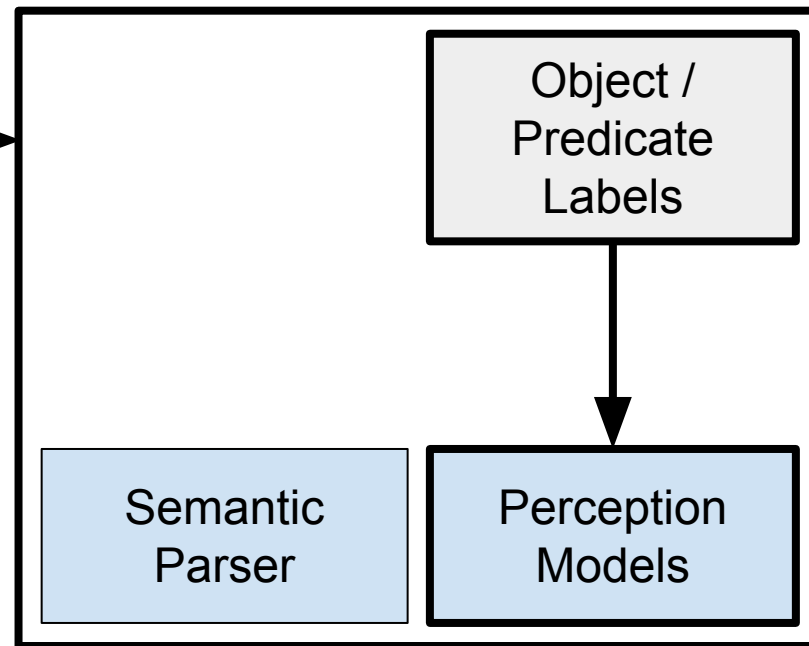 Object /
Predicate
Labels
Semantic
Parser
Perception
Models